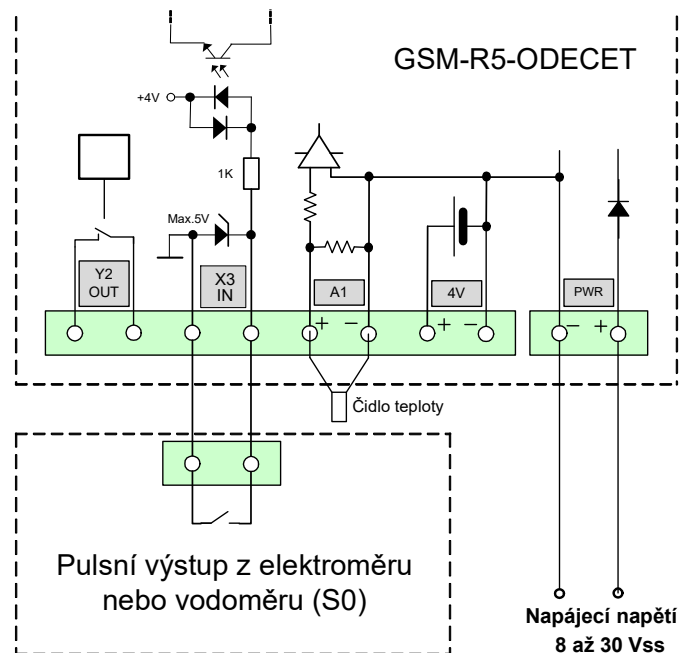 GSM-R5-ODECET
+4V
1K
Max.5V
Y2
OUT
X3
IN
A1
4V
PWR
+ − + − − +
Čidlo teploty
Pulsní výstup z elektroměru
nebo vodoměru (S0)
Napájecí napětí
8 až 30 Vss